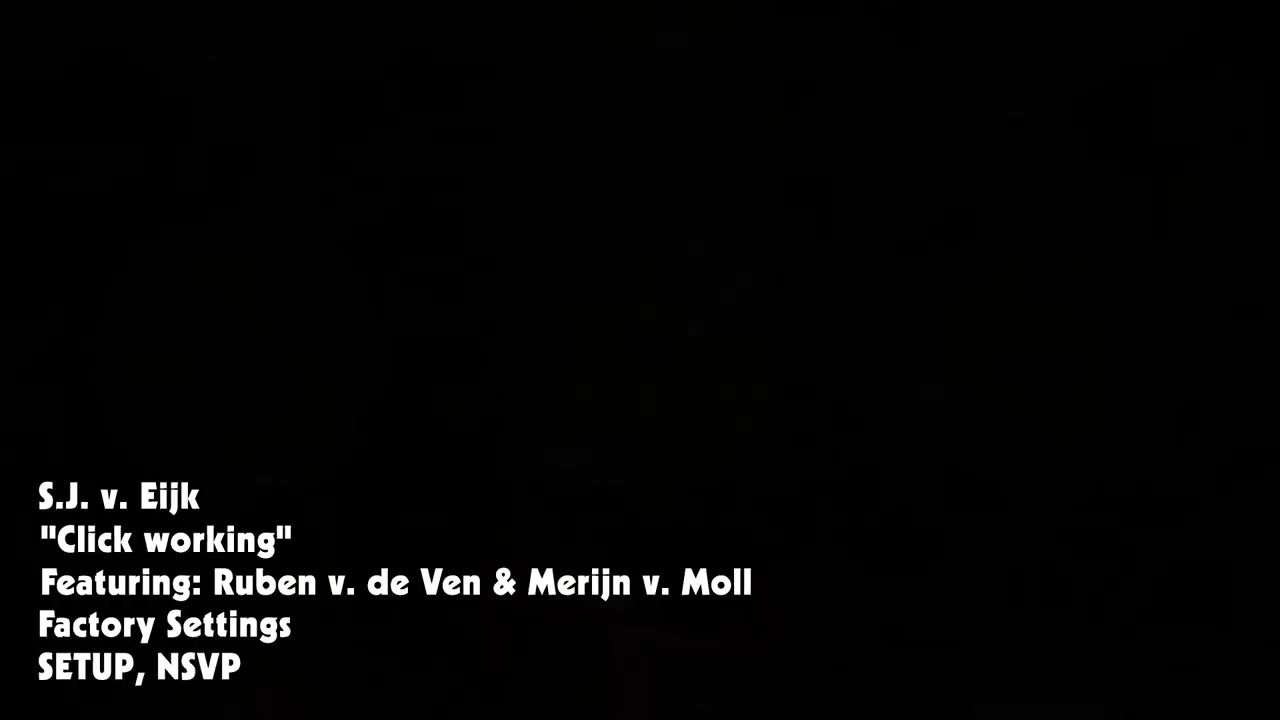 S.J. v. Eijk
"Click working"
Featuring: Ruben v. de Ven & Merijn v. Moll
Factory Settings
SETUP, NSVP